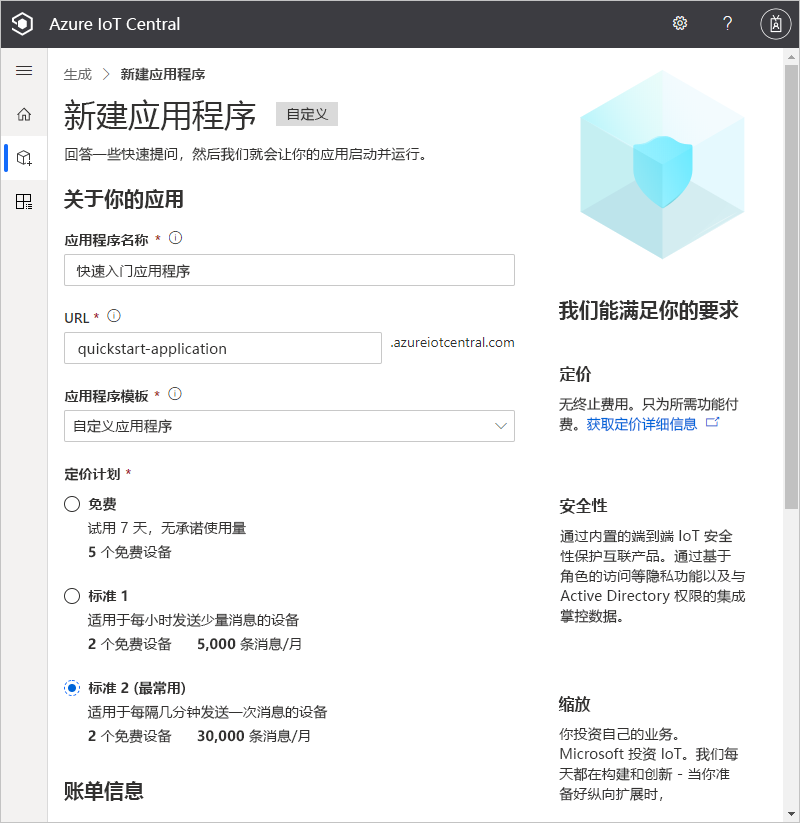 Azure IoT Central
生成 > 新建应用程序
新建应用程序 自定义
回答一些快速提问，然后我们就会让你的应用启动并运行。
关于你的应用
应用程序名称 *
快速入门应用程序
URL *
quickstart-application .azureiotcentral.com
应用程序模板 *
自定义应用程序
定价计划 *
免费
试用 7 天，无承诺使用量
5 个免费设备
标准 1
适用于每小时发送少量消息的设备
2 个免费设备 5,000 条消息/月
标准 2 (最常用)
适用于每隔几分钟发送一次消息的设备
2 个免费设备 30,000 条消息/月
账单信息
我们能满足你的要求
定价
无终止费用。只为所需功能付
费。获取定价详细信息
安全性
通过内置的端到端 IoT 安全
性保护互联产品。通过基于
角色的访问等隐私功能以及与
Active Directory 权限的集成
掌控数据。
缩放
你投资自己的业务。
Microsoft 投资 IoT。我们每
天都在构建和创新 - 当你准
备好纵向扩展时，